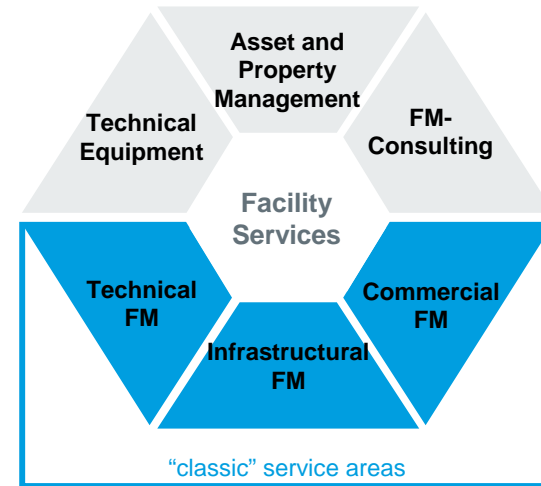 Asset and
Property
Management
Technical
Equipment
FM-
Consulting
Facility
Services
Technical
FM
Commercial
FM
Infrastructural
FM
“classic” service areas